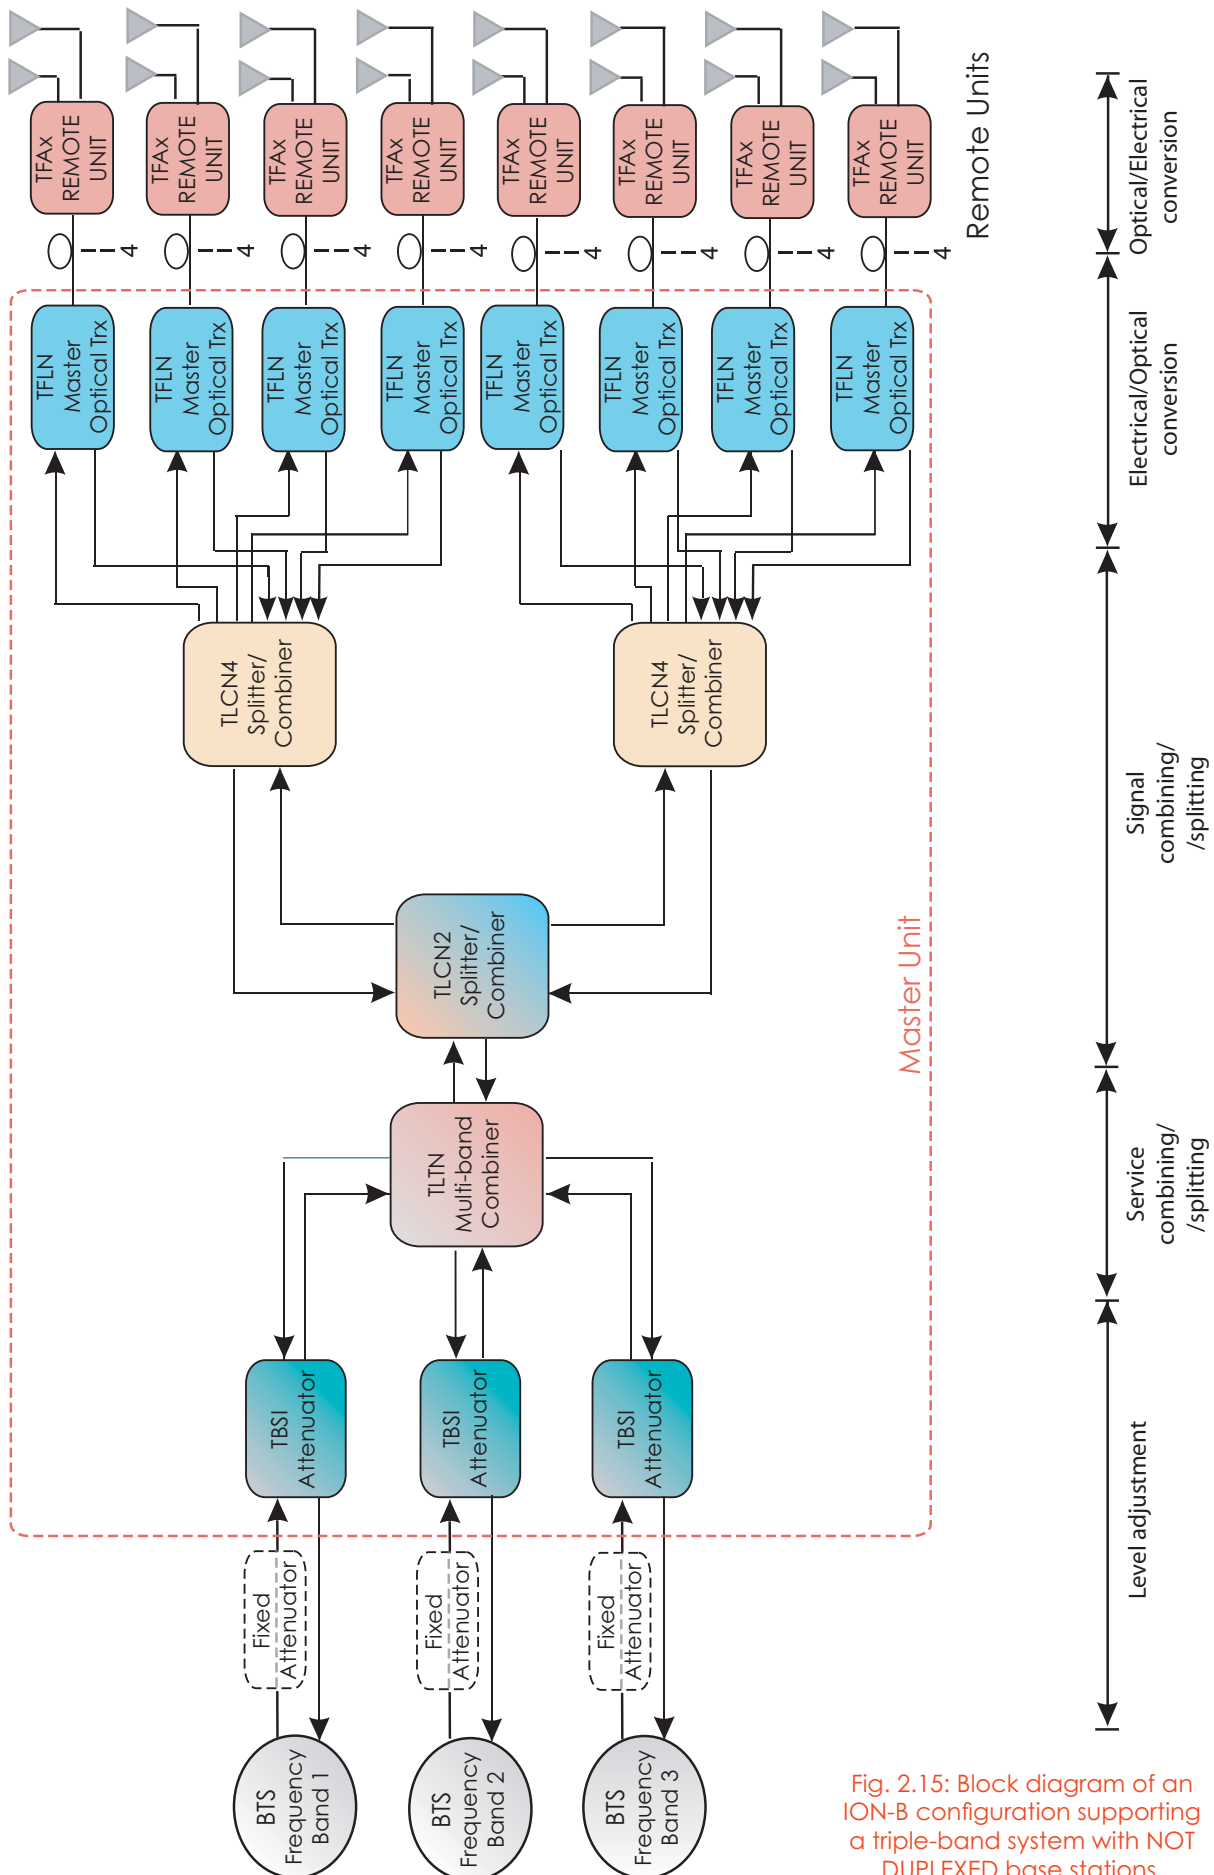 TFAx
REMOTE
UNIT
TFAx
REMOTE
UNIT
TFAx
REMOTE
UNIT
TFAx
REMOTE
UNIT
TFAx
REMOTE
UNIT
TFAx
REMOTE
UNIT
TFAx
REMOTE
UNIT
TFAx
REMOTE
UNIT
Remote Units
4
4
4
4
4
4
4
4
TFLN
Master
Optical Trx
TFLN
Master
Optical Trx
TFLN
Master
Optical Trx
TFLN
Master
Optical Trx
TFLN
Master
Optical Trx
TFLN
Master
Optical Trx
TFLN
Master
Optical Trx
TFLN
Master
Optical Trx
TLCN4
Splitter/
Combiner
TLCN4
Splitter/
Combiner
TLCN2
Splitter/
Combiner
Master Unit
TLTN
Multi-band
Combiner
TBSI
Attenuator
TBSI
Attenuator
TBSI
Attenuator
Fixed
Attenuator
Fixed
Attenuator
Fixed
Attenuator
BTS
Frequency
Band 1
BTS
Frequency
Band 2
BTS
Frequency
Band 3
Optical/Electrical
conversion
Electrical/Optical
conversion
Signal
combining/
/splitting
Service
combining/
/splitting
Level adjustment
Fig. 2.15: Block diagram of an
ION-B configuration supporting
a triple-band system with NOT
DUPLEXED base stations